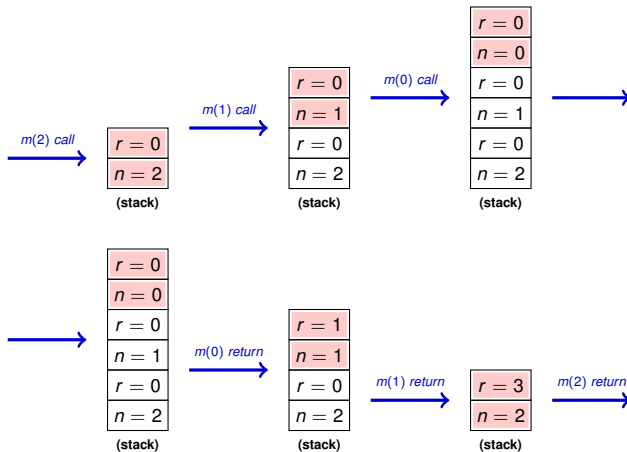 m(2) call
r = 0
n = 2
(stack)
m(1) call
r = 0
n = 1
r = 0
n = 2
(stack)
m(0) call
r = 0
n = 0
r = 0
n = 1
r = 0
n = 2
(stack)
r = 0
n = 0
r = 0
n = 1
r = 0
n = 2
(stack)
m(0) return
r = 1
n = 1
r = 0
n = 2
(stack)
m(1) return
r = 3
n = 2
(stack)
m(2) return